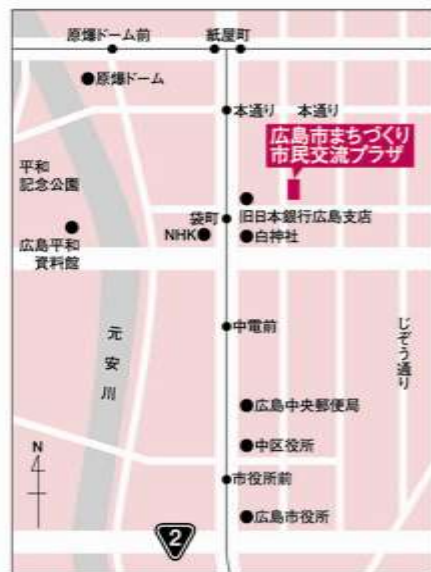 原爆ドーム前
紙屋町
原爆ドーム
本通り
本通り
広島市まちづくり
市民交流プラザ
平和
記念公園
袋町
旧日本銀行広島支店
NHK
白神社
広島平和
資料館
中電前
じぞう通り
元安川
広島中央郵便局
N
中区役所
市役所前
広島市役所
2